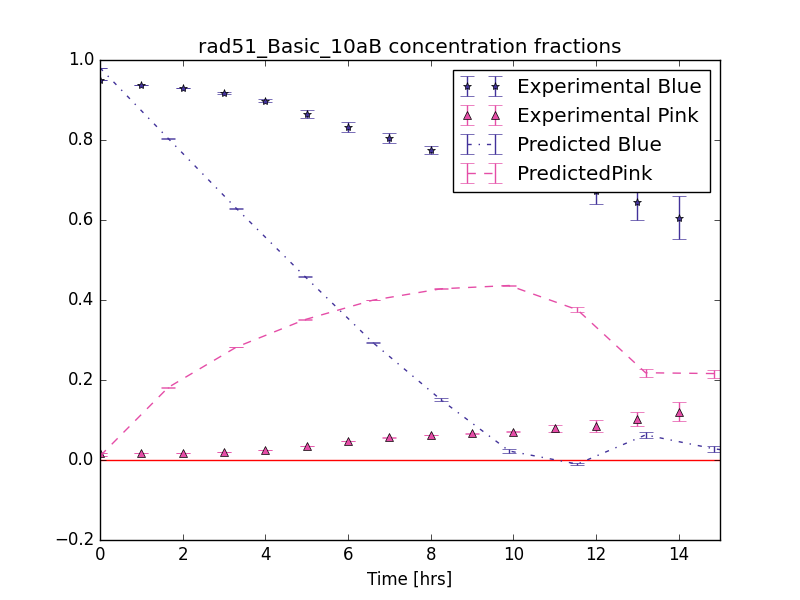 rad51_Basic_10aB concentration fractions
1.0
0.8
0.6
0.4
0.2
0.0
−0.2
0
2
4
6
8
10
12
14
Time [hrs]
Experimental Blue
Experimental Pink
Predicted Blue
PredictedPink